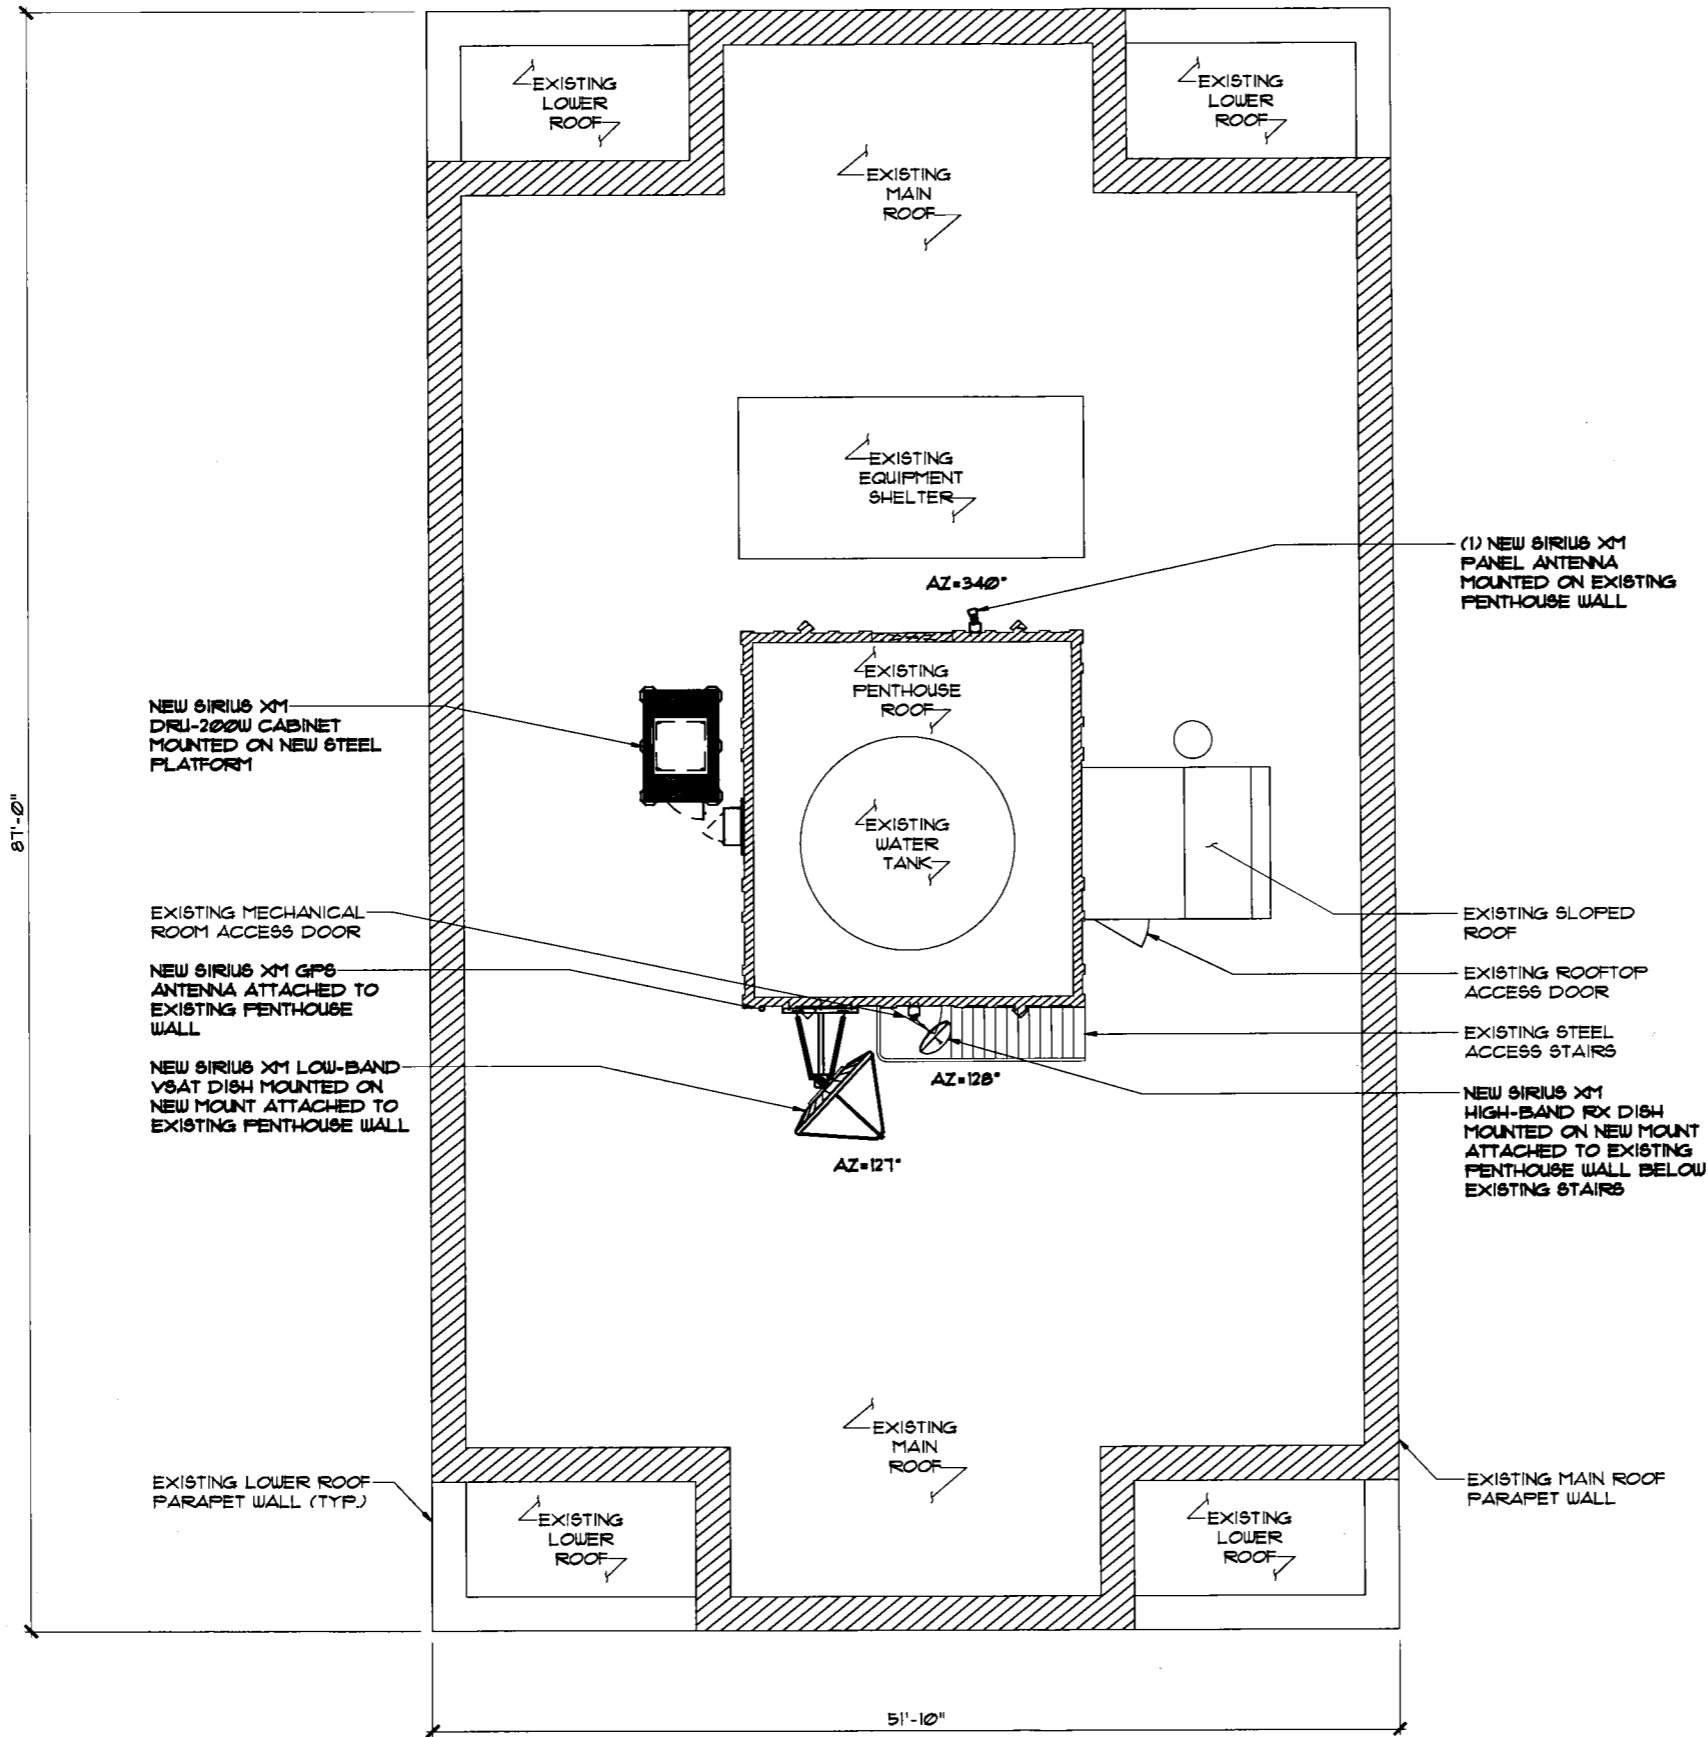 EXISTING
LOWER
ROOF
EXISTING
LOWER
ROOF
EXISTING
MAIN
ROOF
EXISTING
EQUIPMENT
SHELTER
(1) NEW SIRIUS XM
PANEL ANTENNA
MOUNTED ON EXISTING
PENTHOUSE WALL
AZ=340°
EXISTING
PENTHOUSE
ROOF
NEW SIRIUS XM
DRU-200W CABINET
MOUNTED ON NEW STEEL
PLATFORM
87'-0"
EXISTING
WATER
TANK
EXISTING MECHANICAL
ROOM ACCESS DOOR
EXISTING SLOPED
ROOF
NEW SIRIUS XM GPS
ANTENNA ATTACHED TO
EXISTING PENTHOUSE
WALL
EXISTING ROOFTOP
ACCESS DOOR
EXISTING STEEL
ACCESS STAIRS
NEW SIRIUS XM LOW-BAND
VSAT DISH MOUNTED ON
NEW MOUNT ATTACHED TO
EXISTING PENTHOUSE WALL
AZ=128°
NEW SIRIUS XM
HIGH-BAND RX DISH
MOUNTED ON NEW MOUNT
ATTACHED TO EXISTING
PENTHOUSE WALL BELOW
EXISTING STAIRS
AZ=127°
EXISTING
MAIN
ROOF
EXISTING LOWER ROOF
PARAPET WALL (TYP.)
EXISTING MAIN ROOF
PARAPET WALL
EXISTING
LOWER
ROOF
EXISTING
LOWER
ROOF
51'-10"